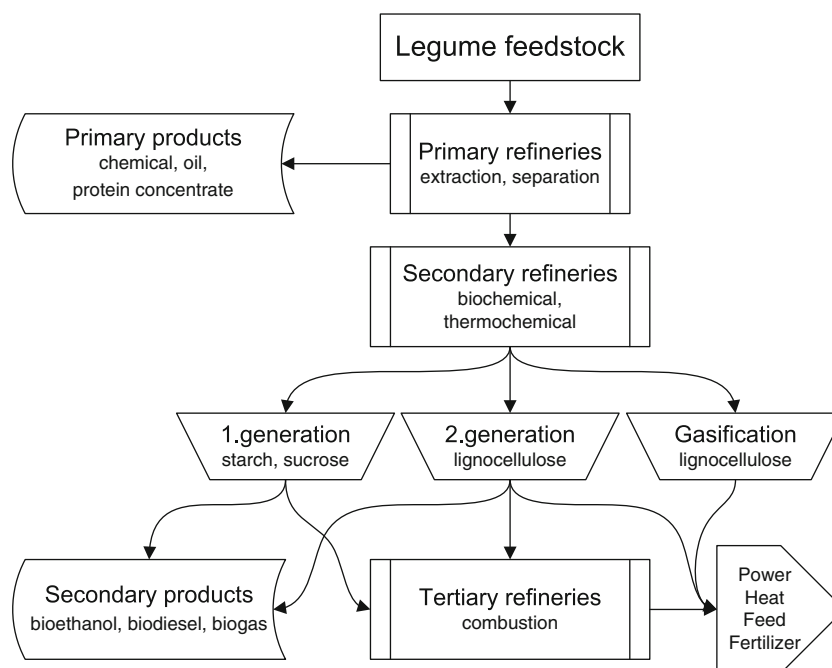 Legume feedstock
Primary products
chemical, oil,
protein concentrate
Primary refineries
extraction, separation
Secondary refineries
biochemical,
thermochemical
1.generation
starch, sucrose
2.generation
lignocellulose
Gasification
lignocellulose
Secondary products
bioethanol, biodiesel, biogas
Tertiary refineries
combustion
Power
Heat
Feed
Fertilizer